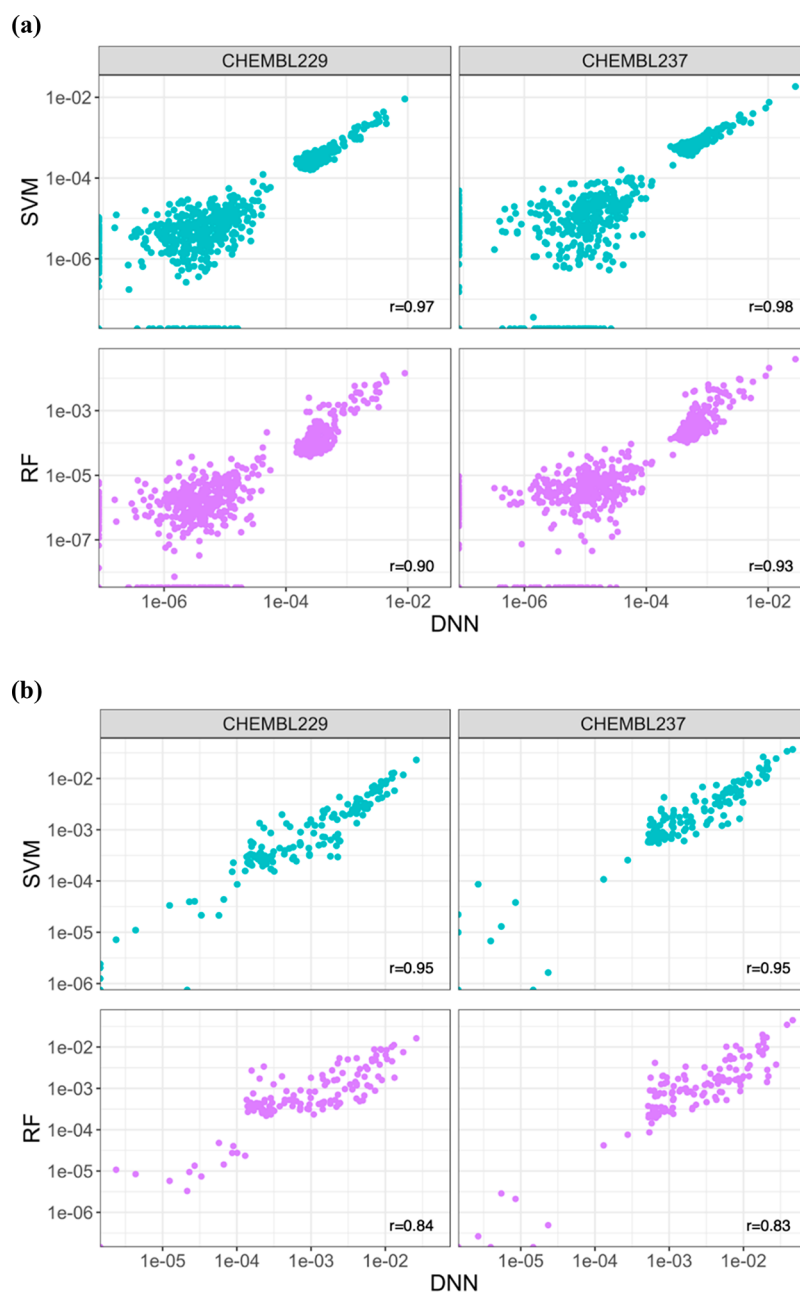 (a)
CHEMBL229 CHEMBL237
SVM
1e-02
1e-04
1e-06
r=0.97 r=0.98
RF
1e-03
1e-05
1e-07
r=0.90 r=0.93
1e-06 1e-04 1e-02 1e-06 1e-04 1e-02
DNN
(b)
CHEMBL229 CHEMBL237
SVM
1e-02
1e-03
1e-04
1e-05
1e-06
r=0.95 r=0.95
RF
1e-02
1e-03
1e-04
1e-05
1e-06
r=0.84 r=0.83
1e-05 1e-04 1e-03 1e-02 1e-05 1e-04 1e-03 1e-02
DNN